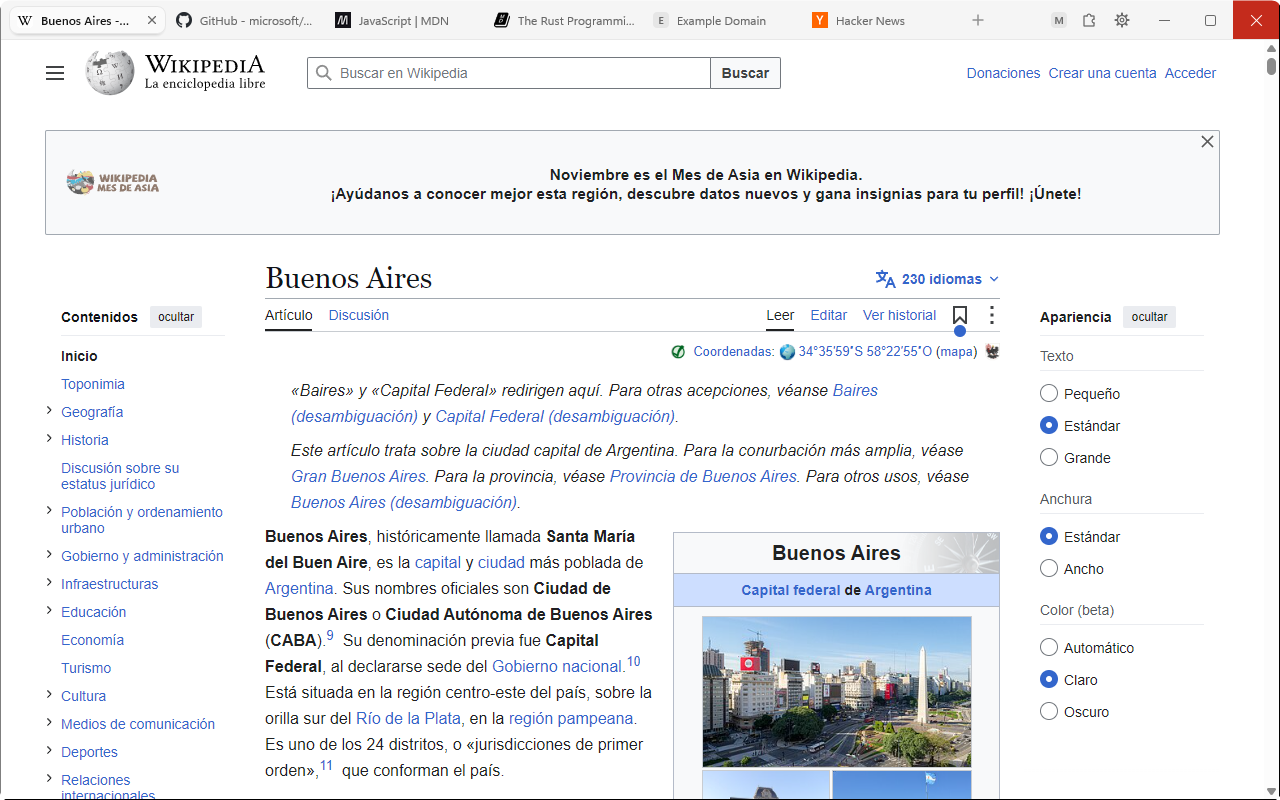 Buenos Aires -...
GitHub - microsoft/...
JavaScript | MDN
The Rust Programmi...
E
Example Domain
Hacker News
M
WIKIPEDIA
La enciclopedia libre
Buscar en Wikipedia
Buscar
Donaciones
Crear una cuenta
Acceder
WIKIPEDIA
MES DE ASIA
Noviembre es el Mes de Asia en Wikipedia.
¡Ayúdanos a conocer mejor esta región, descubre datos nuevos y gana insignias para tu perfil! ¡Únete!
Buenos Aires
230 idiomas
Artículo
Discusión
Leer
Editar
Ver historial
Coordenadas: 34°35′59″S 58°22′55″O (mapa)
Contenidos
ocultar
Inicio
Toponimia
Geografía
Historia
Discusión sobre su
estatus jurídico
Población y ordenamiento
urbano
Gobierno y administración
Infraestructuras
Educación
Economía
Turismo
Cultura
Medios de comunicación
Deportes
Relaciones
internacionales
«Baires» y «Capital Federal» redirigen aquí. Para otras acepciones, véanse Baires
(desambiguación) y Capital Federal (desambiguación).
Este artículo trata sobre la ciudad capital de Argentina. Para la conurbación más amplia, véase
Gran Buenos Aires. Para la provincia, véase Provincia de Buenos Aires. Para otros usos, véase
Buenos Aires (desambiguación).
Buenos Aires, históricamente llamada Santa María
del Buen Aire, es la capital y ciudad más poblada de
Argentina. Sus nombres oficiales son Ciudad de
Buenos Aires o Ciudad Autónoma de Buenos Aires
(CABA).9 Su denominación previa fue Capital
Federal, al declararse sede del Gobierno nacional.10
Está situada en la región centro-este del país, sobre la
orilla sur del Río de la Plata, en la región pampeana.
Es uno de los 24 distritos, o «jurisdicciones de primer
orden»,11 que conforman el país.
Buenos Aires
Capital federal de Argentina
Apariencia
ocultar
Texto
Pequeño
Estándar
Grande
Anchura
Estándar
Ancho
Color (beta)
Automático
Claro
Oscuro